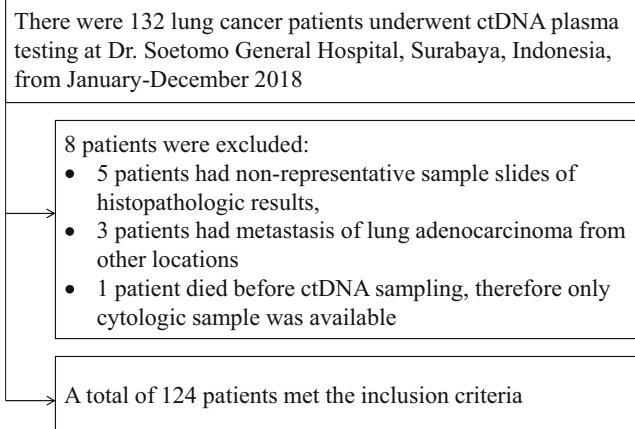 There were 132 lung cancer patients underwent ctDNA plasma
testing at Dr. Soetomo General Hospital, Surabaya, Indonesia,
from January-December 2018
8 patients were excluded:
• 5 patients had non-representative sample slides of
histopathologic results,
• 3 patients had metastasis of lung adenocarcinoma from
other locations
• 1 patient died before ctDNA sampling, therefore only
cytologic sample was available
A total of 124 patients met the inclusion criteria